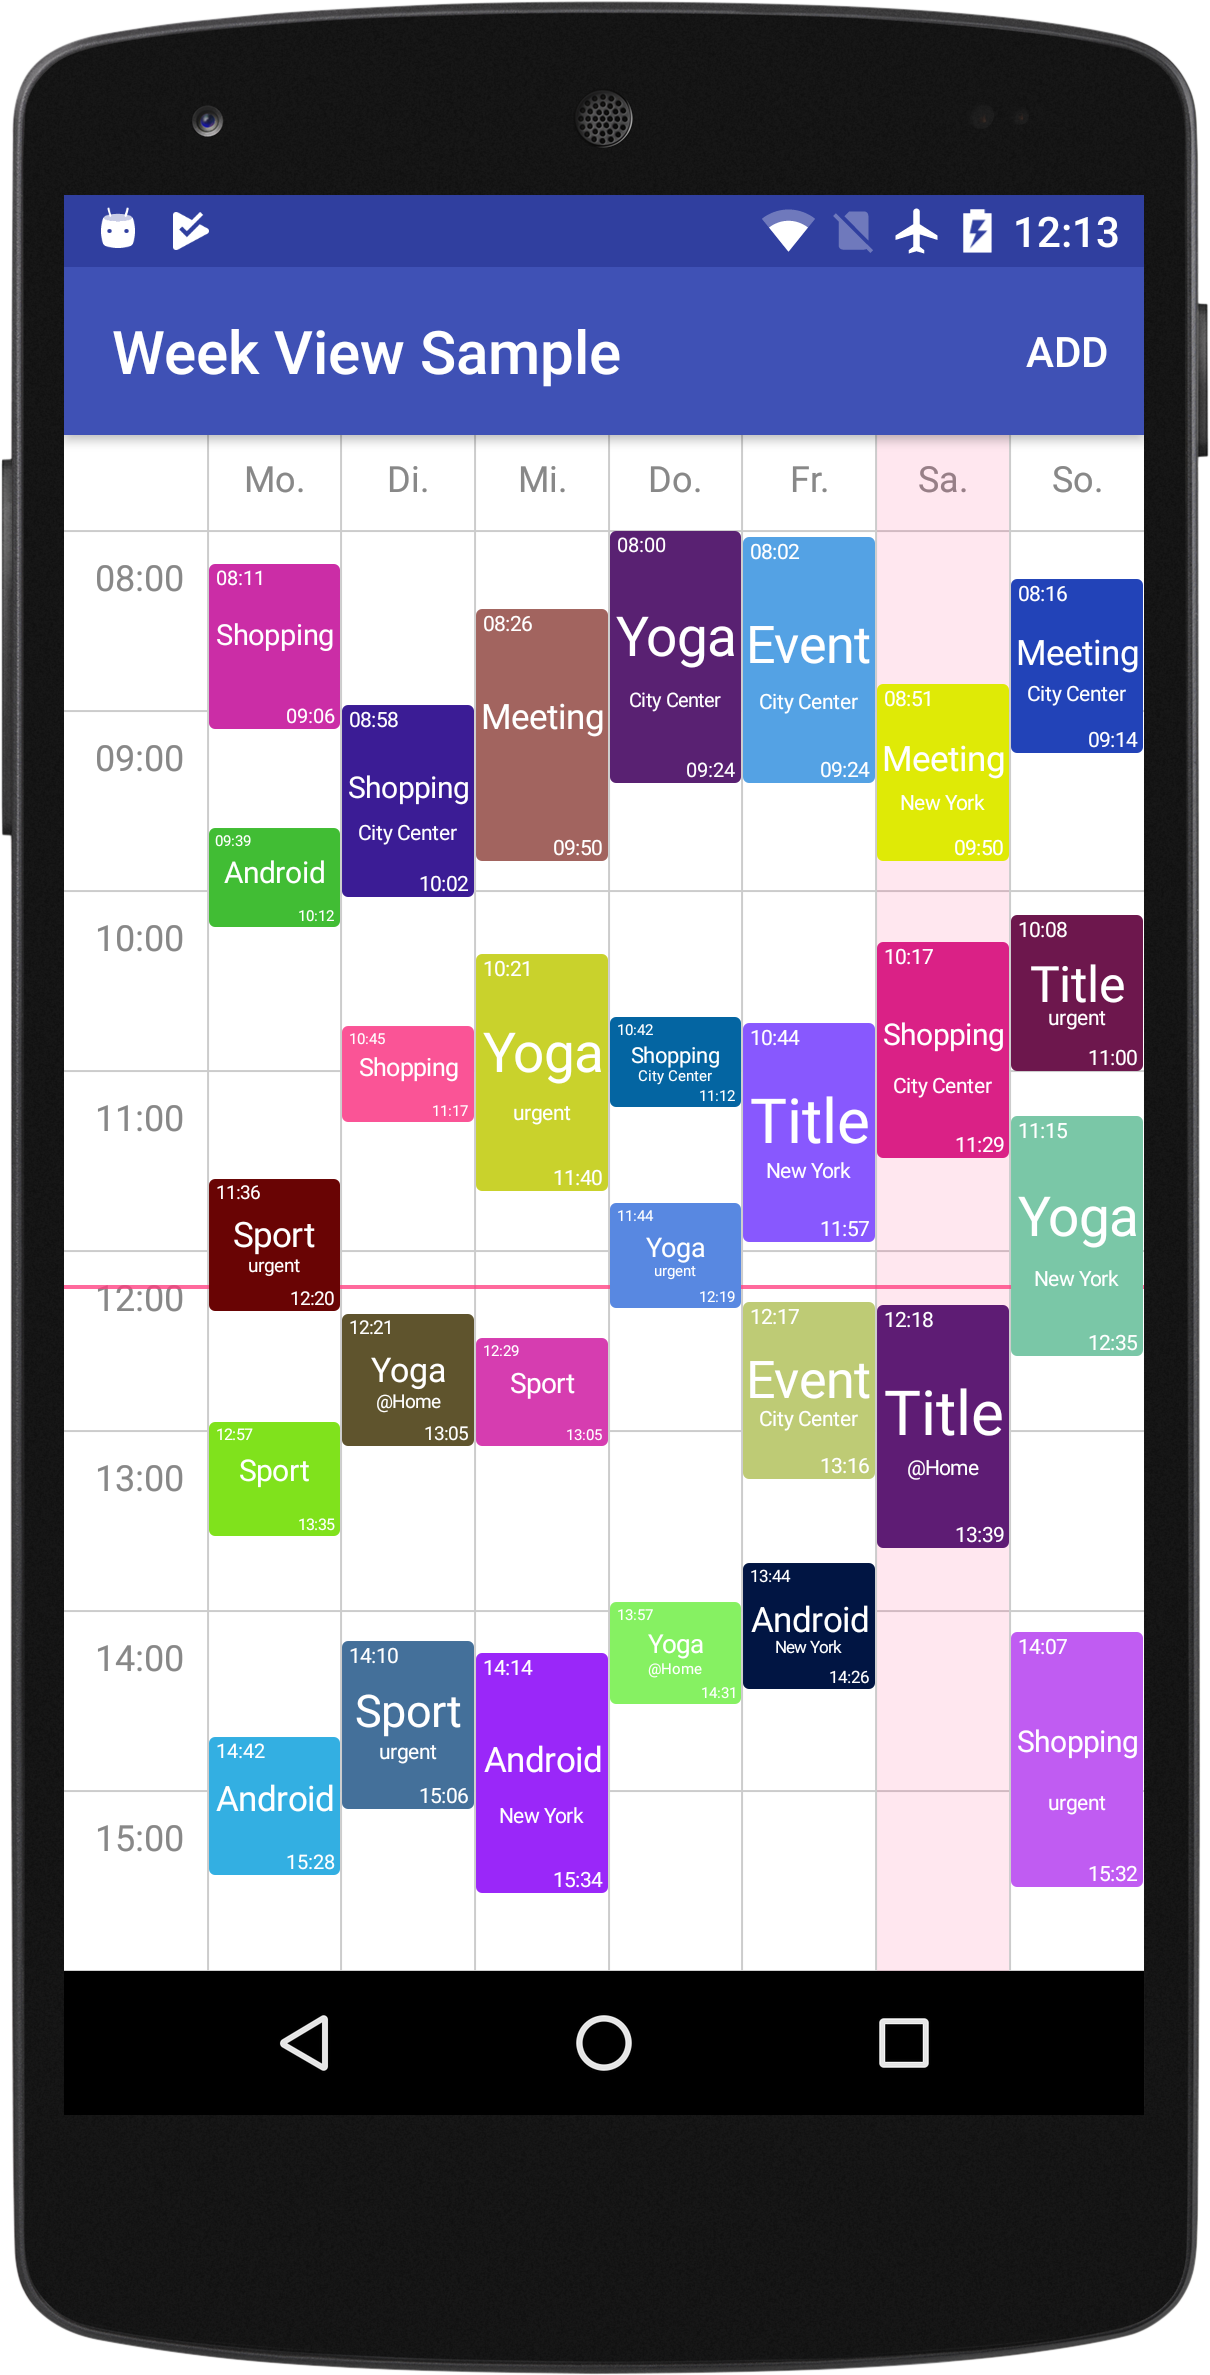 12:13
Week View Sample
ADD
Mo. Di. Mi. Do. Fr. Sa. So.
08:00
09:00
10:00
11:00
12:00
13:00
14:00
15:00
08:11
Shopping
09:06
09:39
Android
10:12
11:36
Sport
urgent
12:20
12:57
Sport
13:35
14:42
Android
15:28
08:58
Shopping
City Center
10:02
10:45
Shopping
11:17
12:21
Yoga
@Home
13:05
14:10
Sport
urgent
15:06
08:26
Meeting
09:50
10:21
Yoga
urgent
11:40
12:29
Sport
13:05
14:14
Android
New York
15:34
08:00
Yoga
City Center
09:24
10:42
Shopping
City Center
11:12
11:44
Yoga
urgent
12:19
13:57
Yoga
@Home
14:31
08:02
Event
City Center
09:24
10:44
Title
New York
11:57
12:17
Event
City Center
13:16
13:44
Android
New York
14:26
08:51
Meeting
New York
09:50
10:17
Shopping
City Center
11:29
12:18
Title
@Home
13:39
08:16
Meeting
City Center
09:14
10:08
Title
urgent
11:00
11:15
Yoga
New York
12:35
14:07
Shopping
urgent
15:32